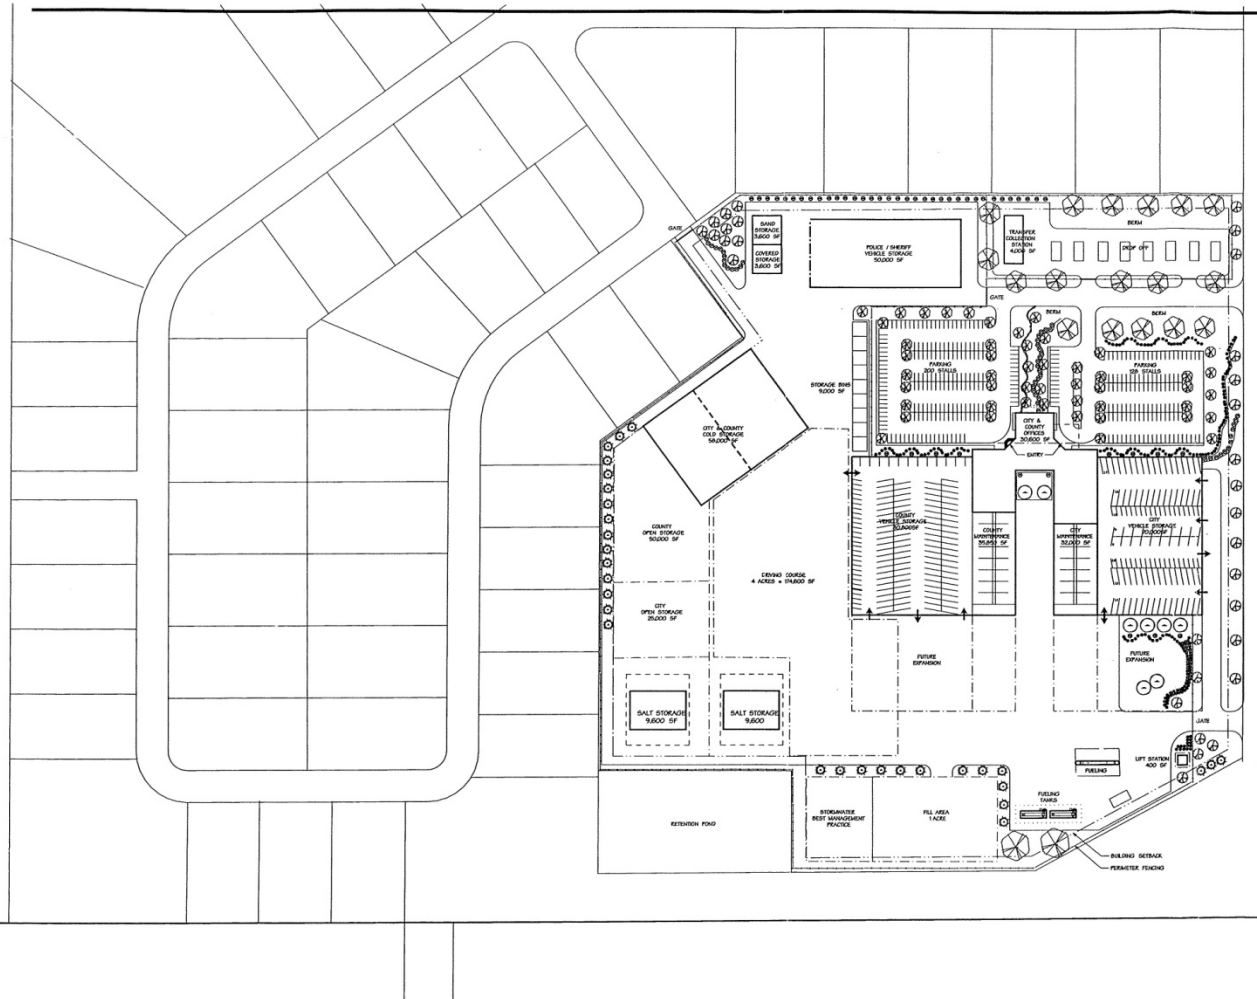 GATE
SAND
STORAGE
3,600 SF
COVERED
STORAGE
3,600 SF
POLICE / SHERIFF
VEHICLE STORAGE
50,000 SF
TRANSFER
COLLECTION
STATION
4,000 SF
BERM
DROP OFF
GATE
BERM
BERM
PARKING
200 STALLS
PARKING
128 STALLS
STORAGE BINS
9,000 SF
CITY &
COUNTY
OFFICES
30,600 SF
ENTRY
CITY & COUNTY
COLD STORAGE
58,000 SF
COUNTY
OPEN STORAGE
50,000 SF
COUNTY
VEHICLE STORAGE
COUNTY
MAINTENANCE
CITY
MAINTENANCE
32,000 SF
CITY
VEHICLE STORAGE
70,000SF
DRIVING COURSE
4 ACRES = 174,600 SF
CITY
OPEN STORAGE
25,000 SF
FUTURE
EXPANSION
FUTURE
EXPANSION
SALT STORAGE
9,600 SF
SALT STORAGE
9,600
GATE
LIFT STATION
400 SF
FUELING
FUELING
TANKS
RETENTION POND
STORMWATER
BEST MANAGEMENT
PRACTICE
FILL AREA
1 ACRE
BUILDING SETBACK
PERIMETER FENCING